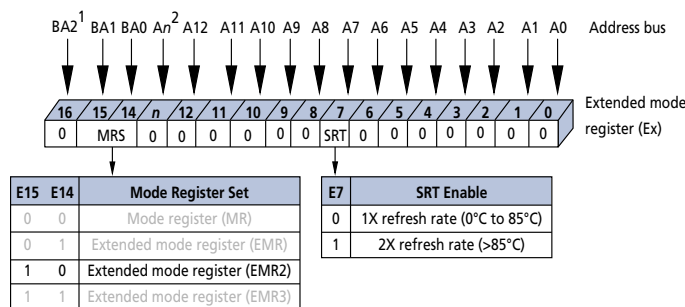 BA2¹ BA1 BA0 An² A12 A11 A10 A9 A8 A7 A6 A5 A4 A3 A2 A1 A0 Address bus
16 15 14 n 12 11 10 9 8 7 6 5 4 3 2 1 0 Extended mode
register (Ex)
0 MRS 0 0 0 0 0 0 SRT 0 0 0 0 0 0 0
E15 E14 Mode Register Set
0 0 Mode register (MR)
0 1 Extended mode register (EMR)
1 0 Extended mode register (EMR2)
1 1 Extended mode register (EMR3)
E7 SRT Enable
0 1X refresh rate (0°C to 85°C)
1 2X refresh rate (>85°C)